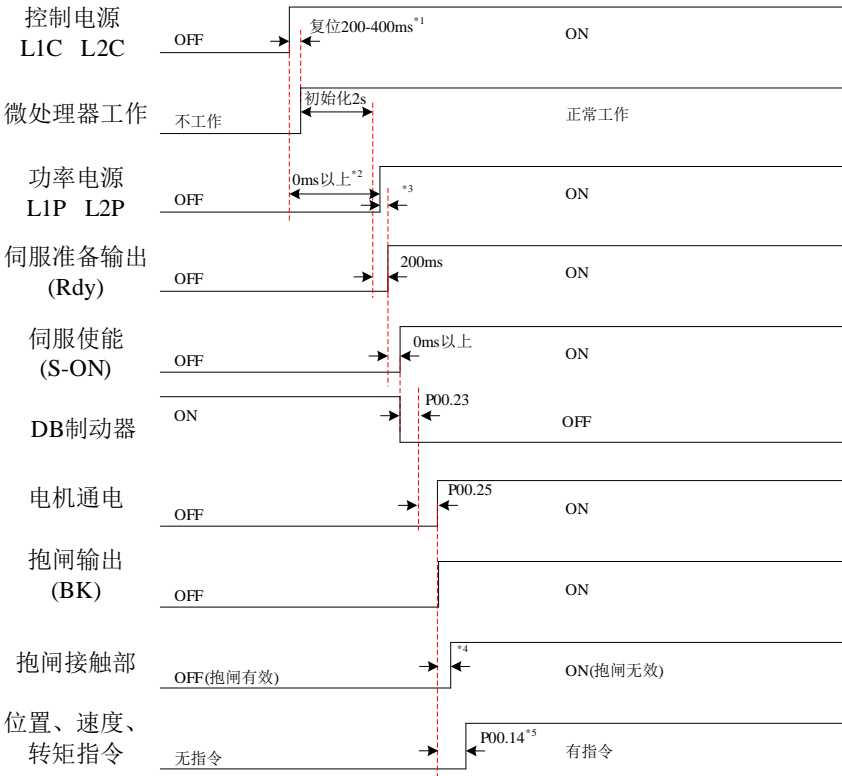 控制电源
L1C L2C
OFF
复位200-400ms*1
ON
微处理器工作
不工作
初始化2s
正常工作
功率电源
L1P L2P
OFF
0ms以上*2
*3
ON
伺服准备输出
(Rdy)
OFF
200ms
ON
伺服使能
(S-ON)
OFF
0ms以上
ON
DB制动器
ON
P00.23
OFF
电机通电
OFF
P00.25
ON
抱闸输出
(BK)
OFF
ON
抱闸接触部
OFF(抱闸有效)
*4
ON(抱闸无效)
位置、速度、
转矩指令
无指令
P00.14*5
有指令